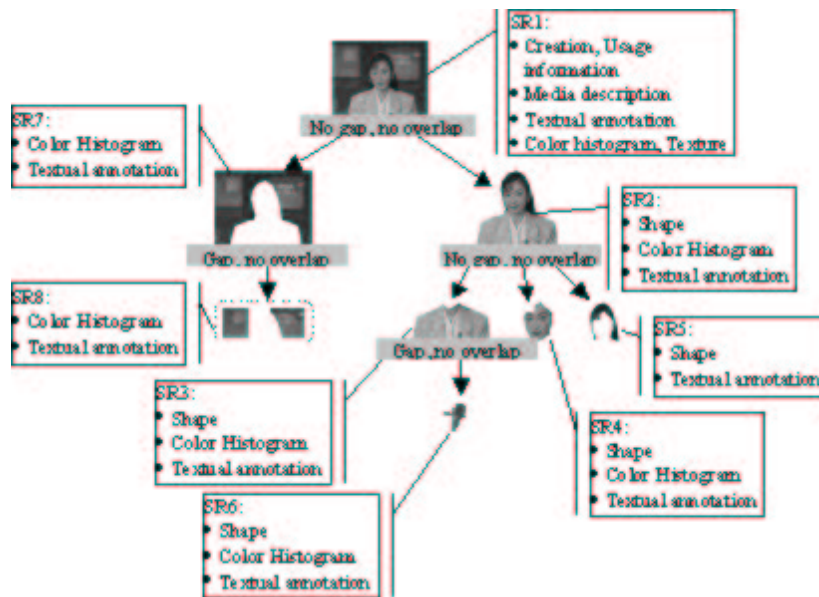 SR1:
• Creation, Usage
information
• Media description
• Textual annotation
• Color histogram, Texture
No gap, no overlap
SR7:
• Color Histogram
• Textual annotation
Gap, no overlap
SR2:
• Shape
• Color Histogram
• Textual annotation
No gap, no overlap
SR8:
• Color Histogram
• Textual annotation
Gap, no overlap
SR5:
• Shape
• Textual annotation
SR3:
• Shape
• Color Histogram
• Textual annotation
SR4:
• Shape
• Color Histogram
• Textual annotation
SR6:
• Shape
• Color Histogram
• Textual annotation